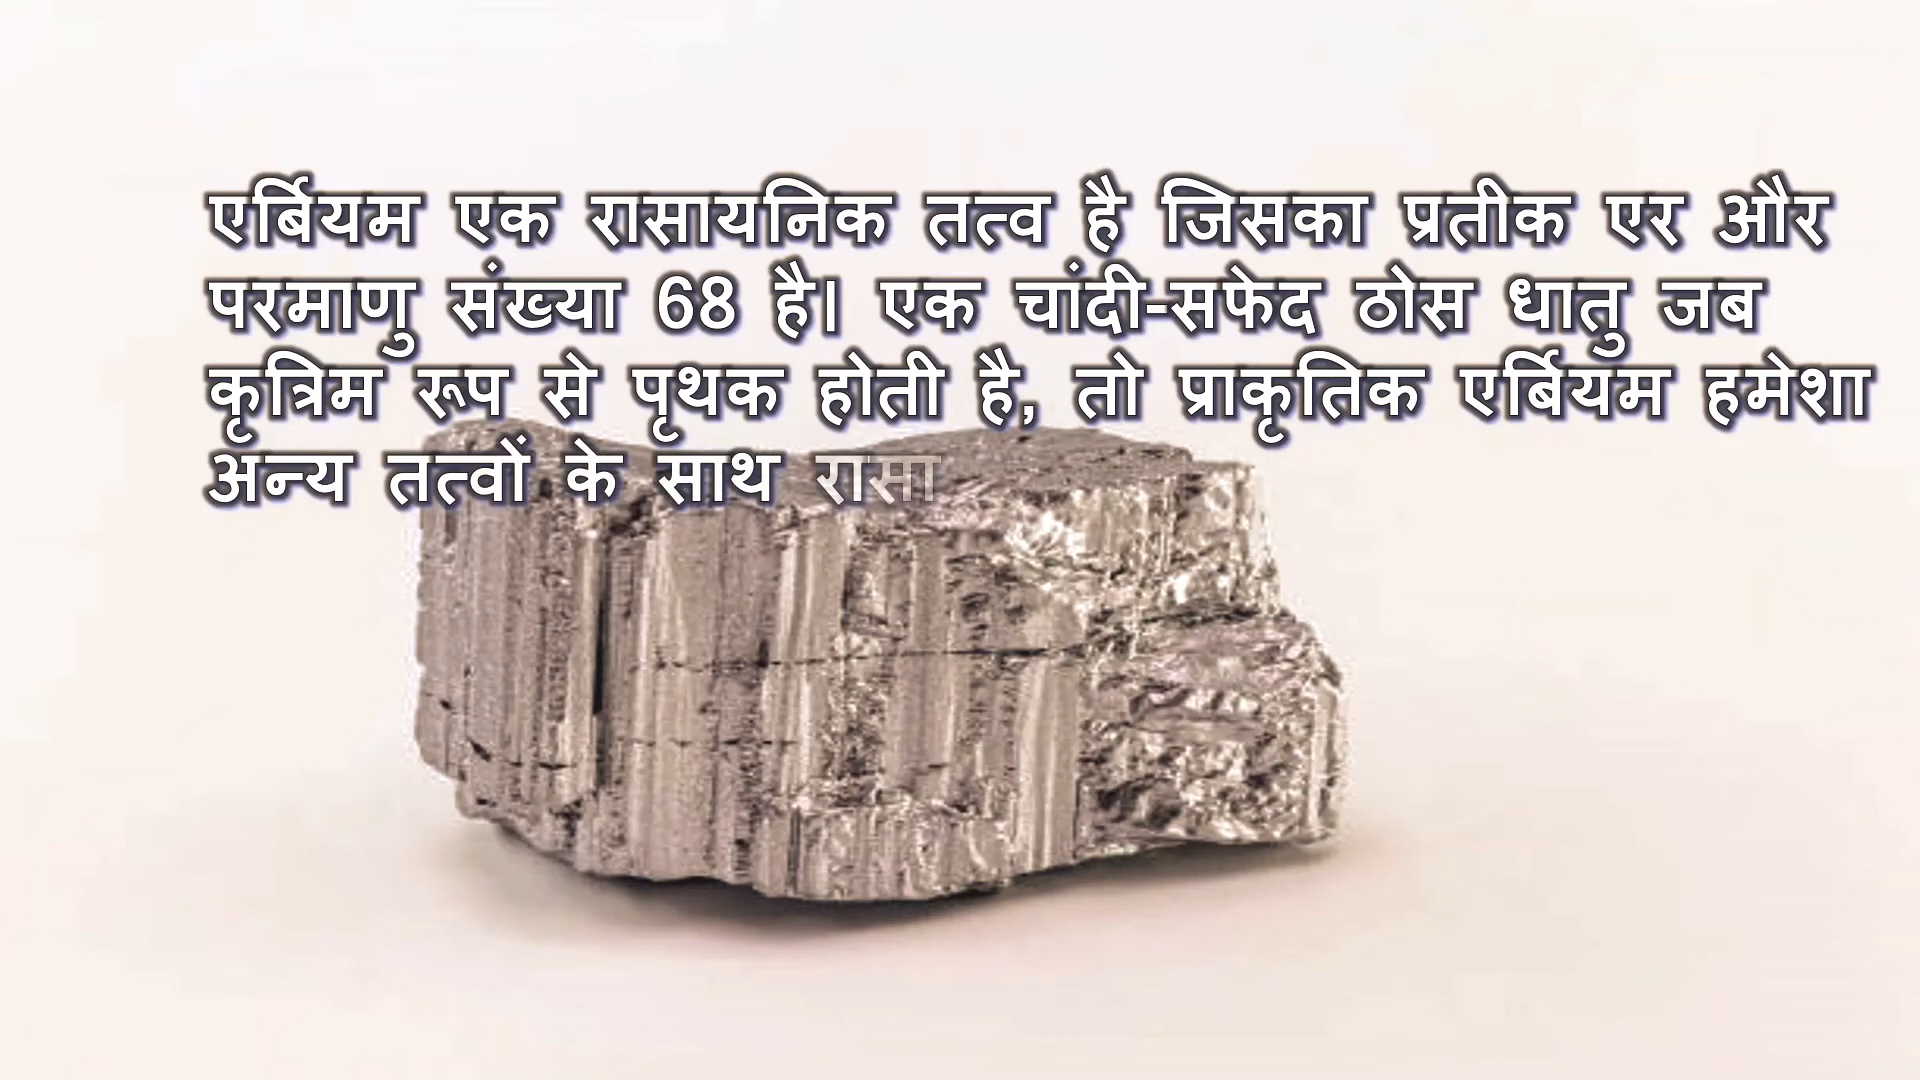 एर्बियम एक रासायनिक तत्व है जिसका प्रतीक एर और
परमाणु संख्या 68 है। एक चांदी-सफेद ठोस धातु जब
कृत्रिम रूप से पृथक होती है, तो प्राकृतिक एर्बियम हमेशा
अन्य तत्वों के साथ रासा